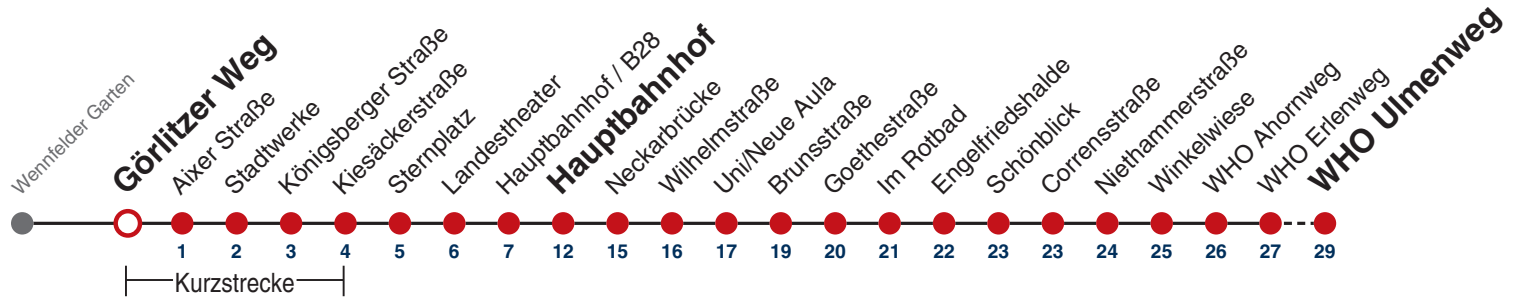 Wennfelder Garten
Görlitzer Weg
Aixer Straße
Stadtwerke
Königsberger Straße
Kiesäckerstraße
Sternplatz
Landestheater
Hauptbahnhof / B28
Hauptbahnhof
Neckarbrücke
Wilhelmstraße
Uni/Neue Aula
Brunsstraße
Goethestraße
Im Rotbad
Engelfriedshalde
Schönblick
Corrensstraße
Niethammerstraße
Winkelwiese
WHO Ahornweg
WHO Erlenweg
WHO Ulmenweg
1 2 3 4 5 6 7 12 15 16 17 19 20 21 22 23 23 24 25 26 27 29
Kurzstrecke